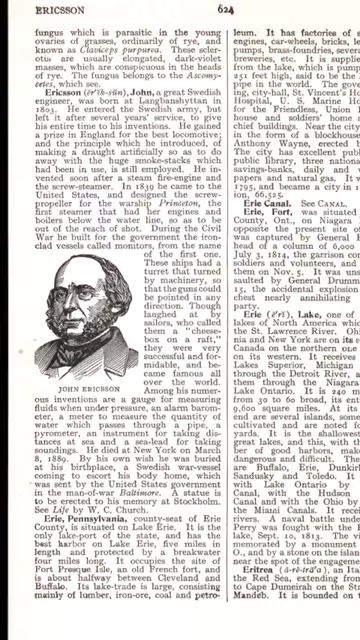 ERICSSON
624
fungus which is parasitic in the young
ovaries of grasses, ordinarily of rye, and
known as Claviceps purpurea. These scler-
otia are usually elongated, dark-violet
masses, which are conspicuous in the heads
of rye. The fungus belongs to the Ascomy-
cetes, which see.
Ericsson (ĕr'ĭk-sŭn), John, a great Swedish
engineer, was born at Langbanshyttan in
1803. He entered the Swedish army, but
left it after several years' service, to give
his entire time to his inventions. He gained
a prize in England for the best locomotive;
and the principle which he introduced, of
making a draught artificially so as to do
away with the huge smoke-stacks which
had been in use, is still employed. He in-
vented soon after a steam fire-engine and
the screw-steamer. In 1839 he came to the
United States, and designed the screw-
propeller for the warship Princeton, the
first steamer that had her engines and
boilers below the water line, so as to be
out of the reach of shot. During the Civil
War he built for the government the iron-
clad vessels called monitors, from the name
of the first one.
These ships had a
turret that turned
by machinery, so
that the guns could
be pointed in any
direction. Though
laughed at by
sailors, who called
them a "cheese-
box on a raft,"
they were very
successful and for-
midable, and be-
came famous all
over the world.
Among his numer-
JOHN ERICSSON
ous inventions are a gauge for measuring
fluids when under pressure, an alarm barom-
eter, a meter to measure the quantity of
water which passes through a pipe, a
pyrometer, an instrument for taking dis-
tances at sea and a sea-lead for taking
soundings. He died at New York on March
8, 1889. By his own wish he was buried
at his birthplace, a Swedish war-vessel
coming to escort his body home, which
was sent by the United States government
in the man-of-war Baltimore. A statue is
to be erected to his memory at Stockholm.
See Life by W. C. Church.
Erie, Pennsylvania, county-seat of Erie
County, is situated on Lake Erie. It is the
only lake-port of the state, and has the
best harbor on Lake Erie, five miles in
length and protected by a breakwater
four miles long. It occupies the site of
Fort Presque Isle, an old French fort, and
is about halfway between Cleveland and
Buffalo. Its lake-trade is large, consisting
mainly of lumber, iron-ore, coal and petro-
leum. It has factories of s
engines, car-wheels, bricks, le
pumps, brass-foundries, several
breweries, etc. It is supplie
from the lake, which is pump
251 feet high, said to be the
pipe in the world. The gove
ing, city-hall, St. Vincent's Ho
Hospital, U. S. Marine Ho
for the Friendless, Union
house and soldiers' home a
chief buildings. Near the city
in the form of a blockhouse
Anthony Wayne, erected b
The city has excellent publ
public library, three nationa
savings-banks, daily and w
papers and natural gas. It w
1795, and became a city in 1
ion, 66,525.
Erie Canal. See CANAL.
Erie, Fort, was situated
County, Ont., on Niagara
opposite the present site of
was captured by General B
head of a column of 6,000
July 3, 1814, the garrison con
soldiers and volunteers, and
them on Nov. 5. It was uns
saulted by General Drumm
15, the accidental explosion
chest nearly annihilating
party.
Erie (ē'rĭ), Lake, one of
lakes of North America whic
the St. Lawrence River. Ohi
nia and New York are on its s
Canada on the northern one
on its western. It receives
Lakes Superior, Michigan
through the Detroit River, a
them through the Niagara
Lake Ontario. It is 240 m
from 30 to 60 broad, its ent
9,600 square miles. At its
end are several islands, some
cultivated and are noted fo
yards. It is the shallowest
great lakes, and this, with th
ber of good harbors, make
dangerous and difficult. The
are Buffalo, Erie, Dunkir
Sandusky and Toledo. It
with Lake Ontario by
Canal, with the Hudson
Canal and with the Ohio by
the Miami Canals. It recei
rivers. A naval battle under
Perry was fought with the B
lake, Sept. 10, 1813. The vi
memorated by a monument
O., and by a stone on the island
near the spot of the engageme
Eritrea (ā-rē-trā'a), an Ital
the Red Sea, extending from
to Cape Dumeirah on the Str
Mandeb. It is bounded on t